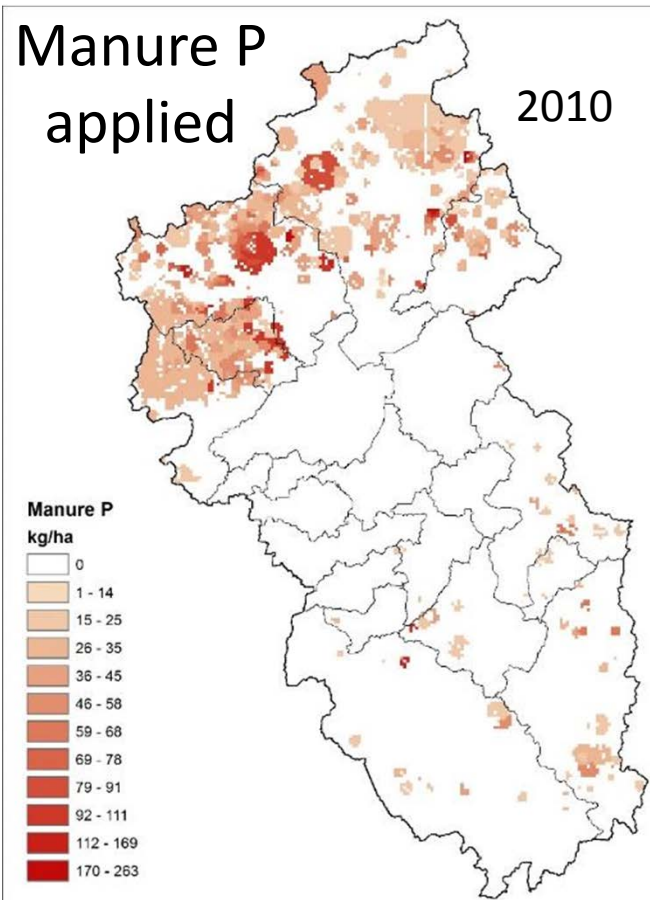 Manure P
applied
2010
Manure P
kg/ha
0
1 - 14
15 - 25
26 - 35
36 - 45
46 - 58
59 - 68
69 - 78
79 - 91
92 - 111
112 - 169
170 - 263